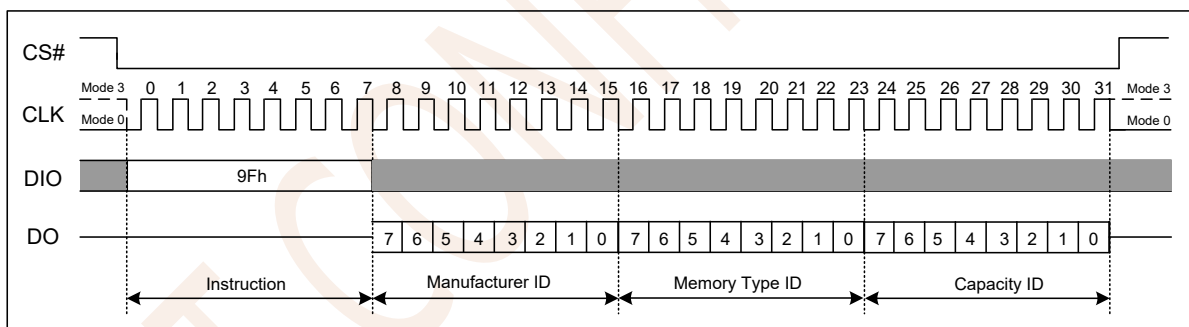 CS#
Mode 3 0 1 2 3 4 5 6 7 8 9 10 11 12 13 14 15 16 17 18 19 20 21 22 23 24 25 26 27 28 29 30 31 Mode 3
CLK
Mode 0 Mode 0
DIO 9Fh
DO 7 6 5 4 3 2 1 0 7 6 5 4 3 2 1 0 7 6 5 4 3 2 1 0
Instruction Manufacturer ID Memory Type ID Capacity ID